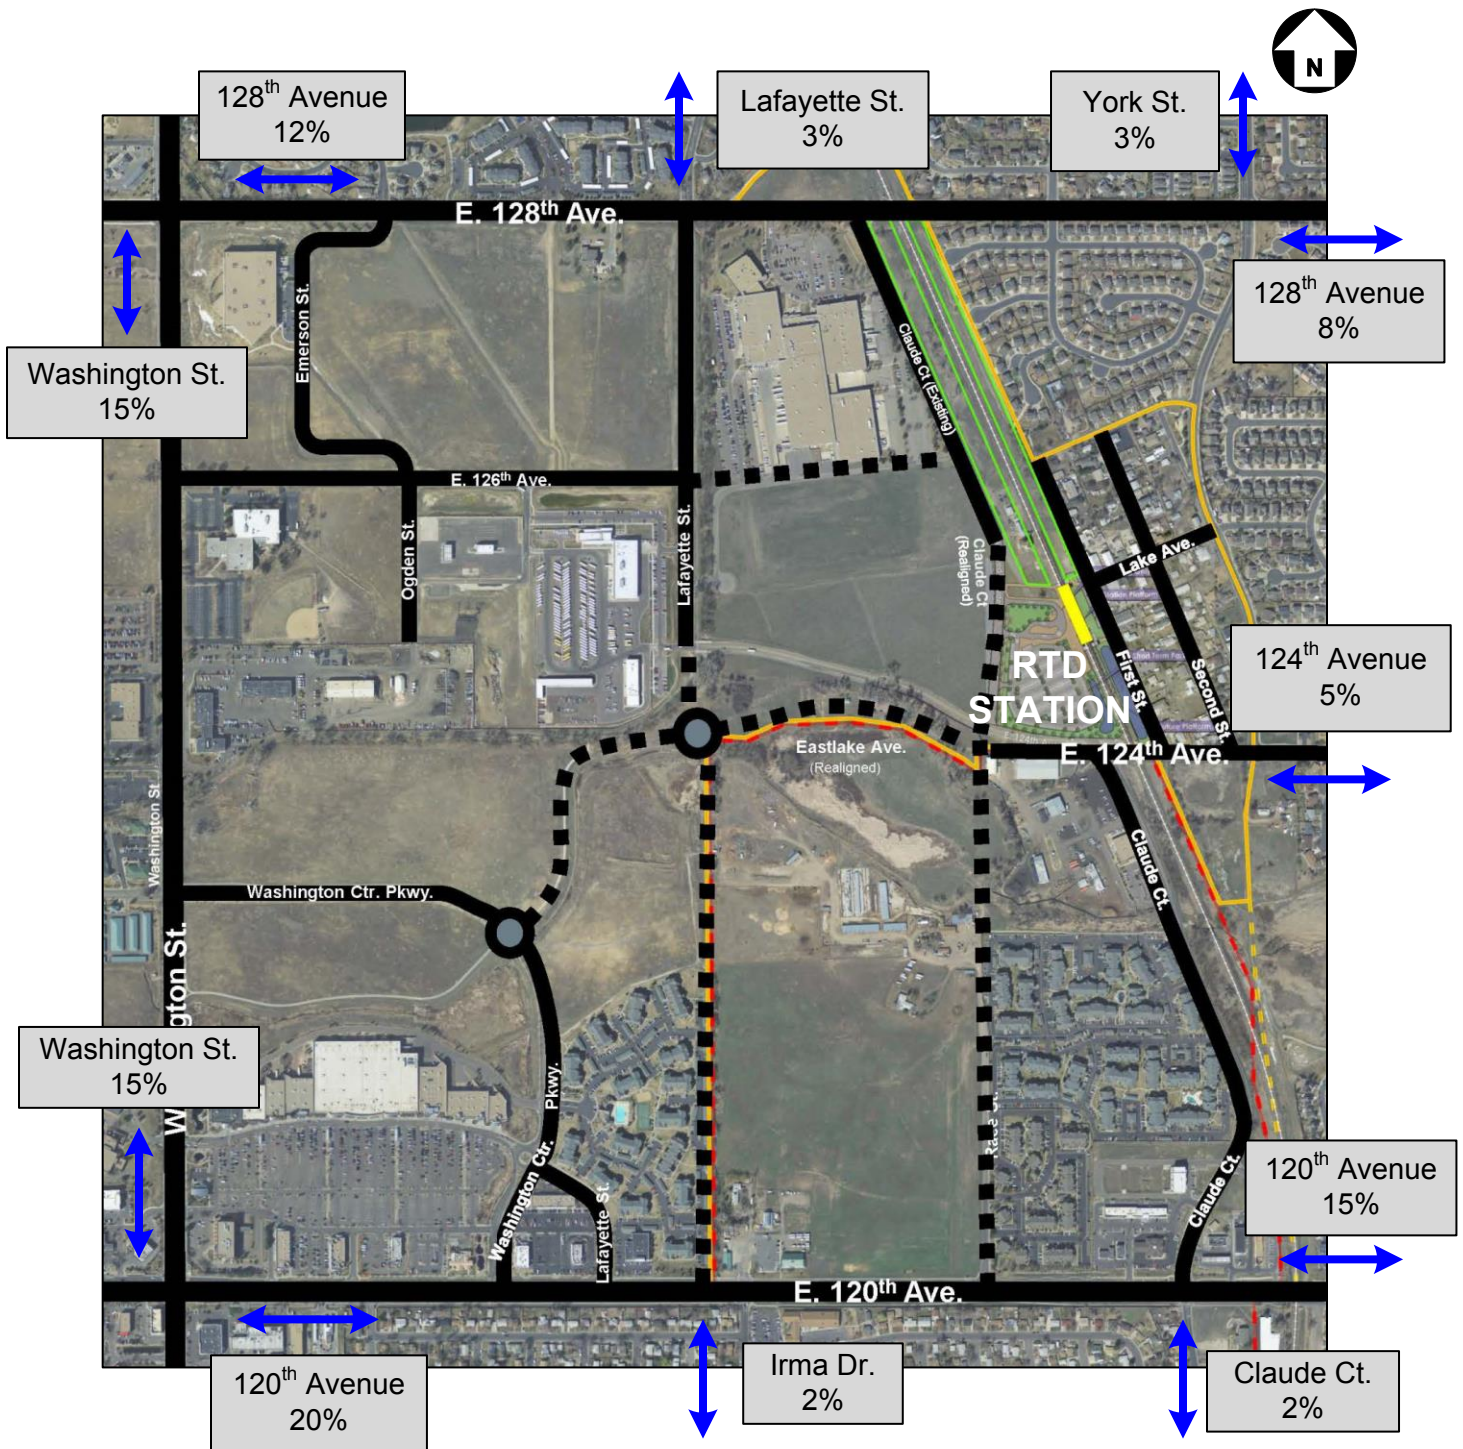 N
128th Avenue
12%
Lafayette St.
3%
York St.
3%
E. 128th Ave.
128th Avenue
8%
Washington St.
15%
Emerson St.
Claude Ct (Existing)
E. 126th Ave.
Ogden St.
Lafayette St.
Claude Ct
(Realigned)
Lake Ave.
RTD
STATION
First St.
Second St.
124th Avenue
5%
Eastlake Ave.
(Realigned)
E. 124th Ave.
Washington St.
Claude Ct.
Washington Ctr. Pkwy.
Washington St.
15%
Pkwy.
Washington Ctr.
Lafayette St.
Race St.
Claude Ct.
120th Avenue
15%
E. 120th Ave.
120th Avenue
20%
Irma Dr.
2%
Claude Ct.
2%